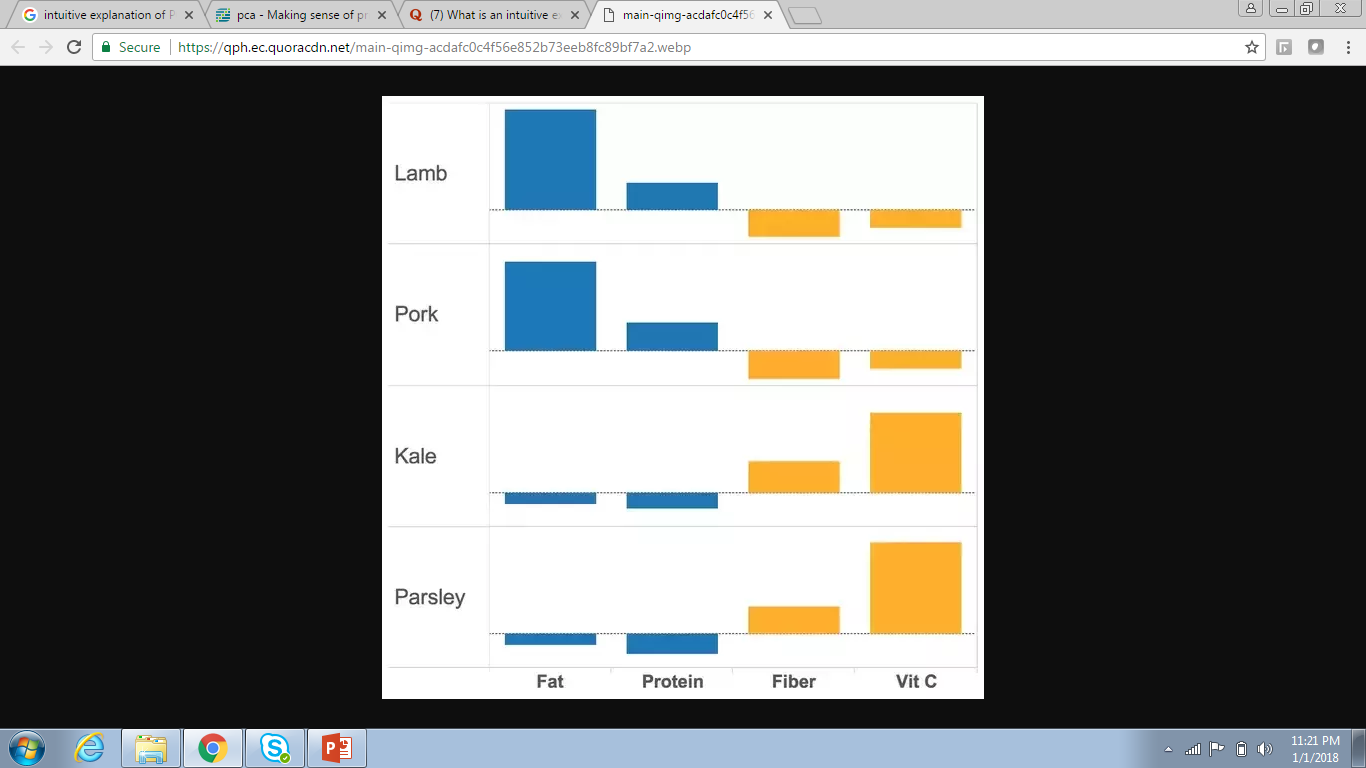 intuitive explanation of P
pca - Making sense of pr
(7) What is an intuitive ex
main-qimg-acdafc0c4f56
Secure
https://qph.ec.quoracdn.net/main-qimg-acdafc0c4f56e852b73eeb8fc89bf7a2.webp
Lamb
Pork
Kale
Parsley
Fat Protein Fiber Vit C
11:21 PM
1/1/2018